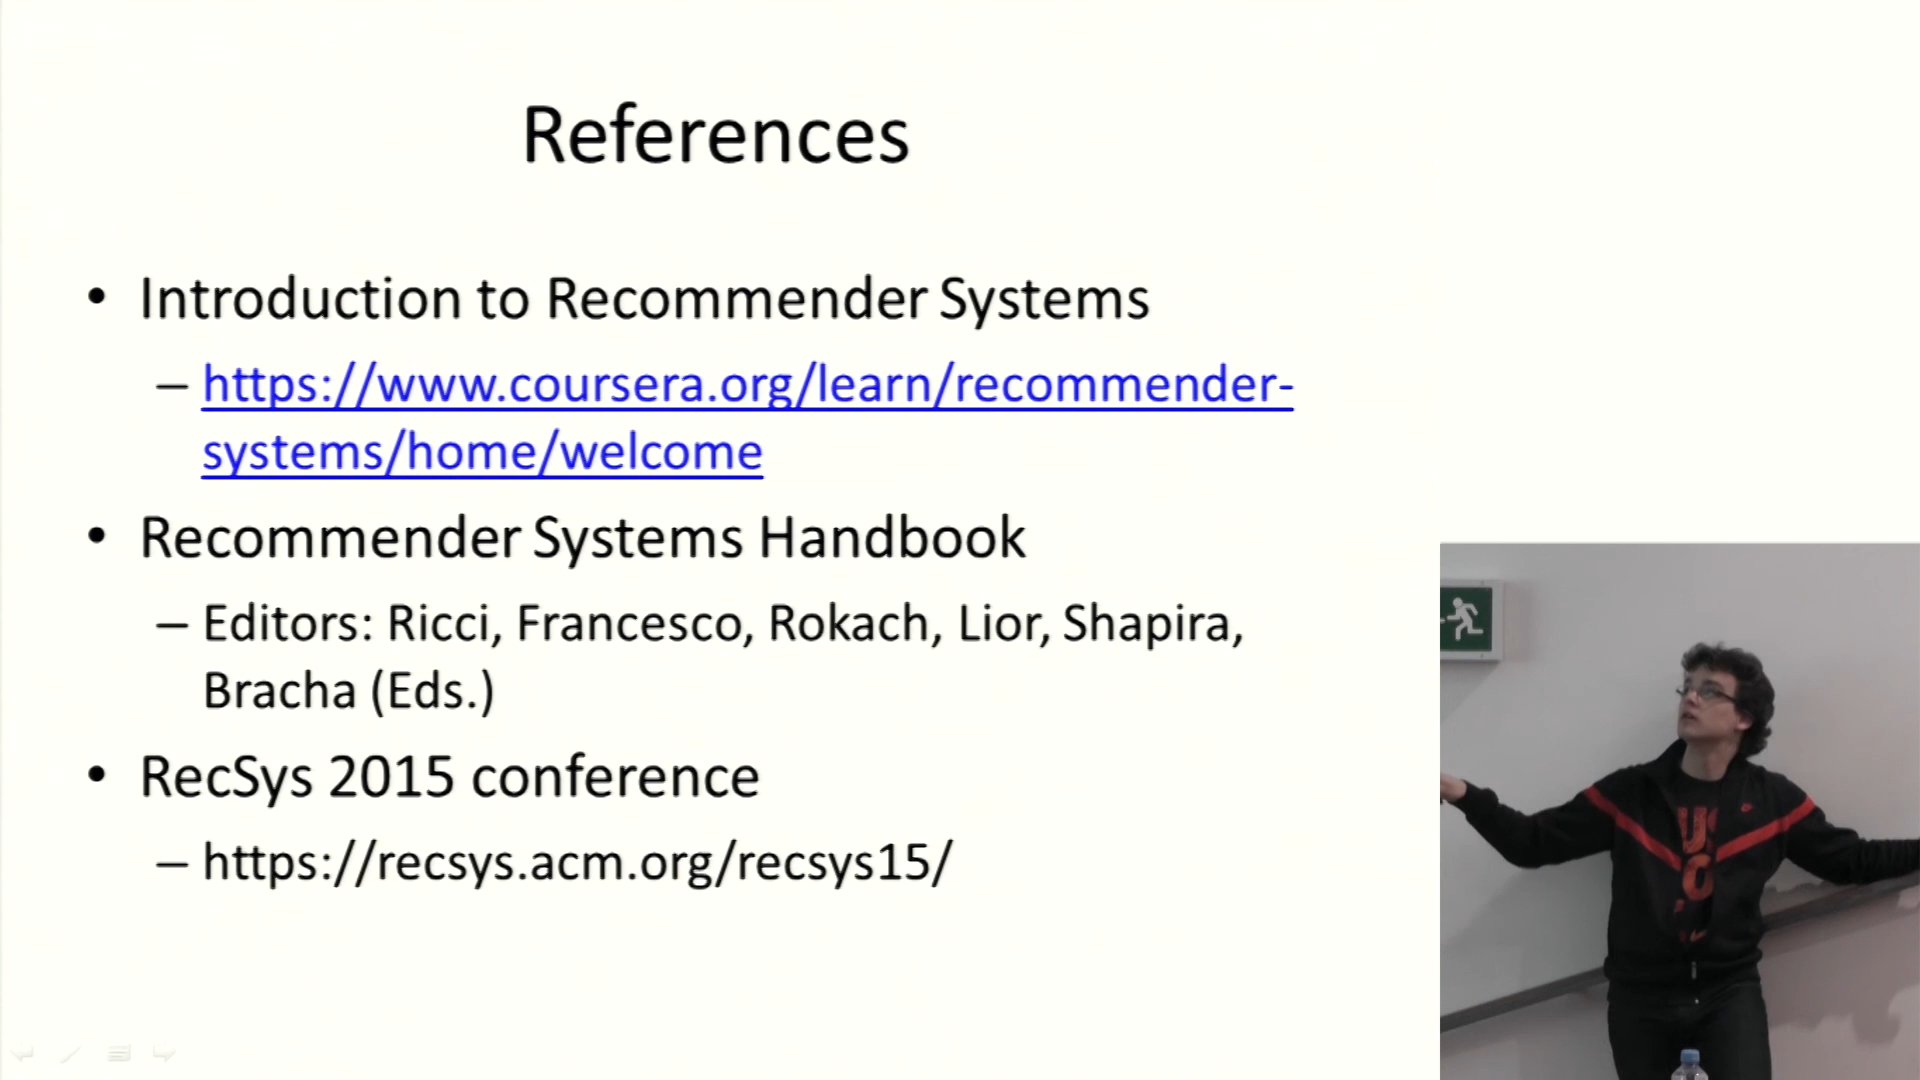 References
• Introduction to Recommender Systems
– https://www.coursera.org/learn/recommender-
systems/home/welcome
• Recommender Systems Handbook
– Editors: Ricci, Francesco, Rokach, Lior, Shapira,
Bracha (Eds.)
• RecSys 2015 conference
– https://recsys.acm.org/recsys15/